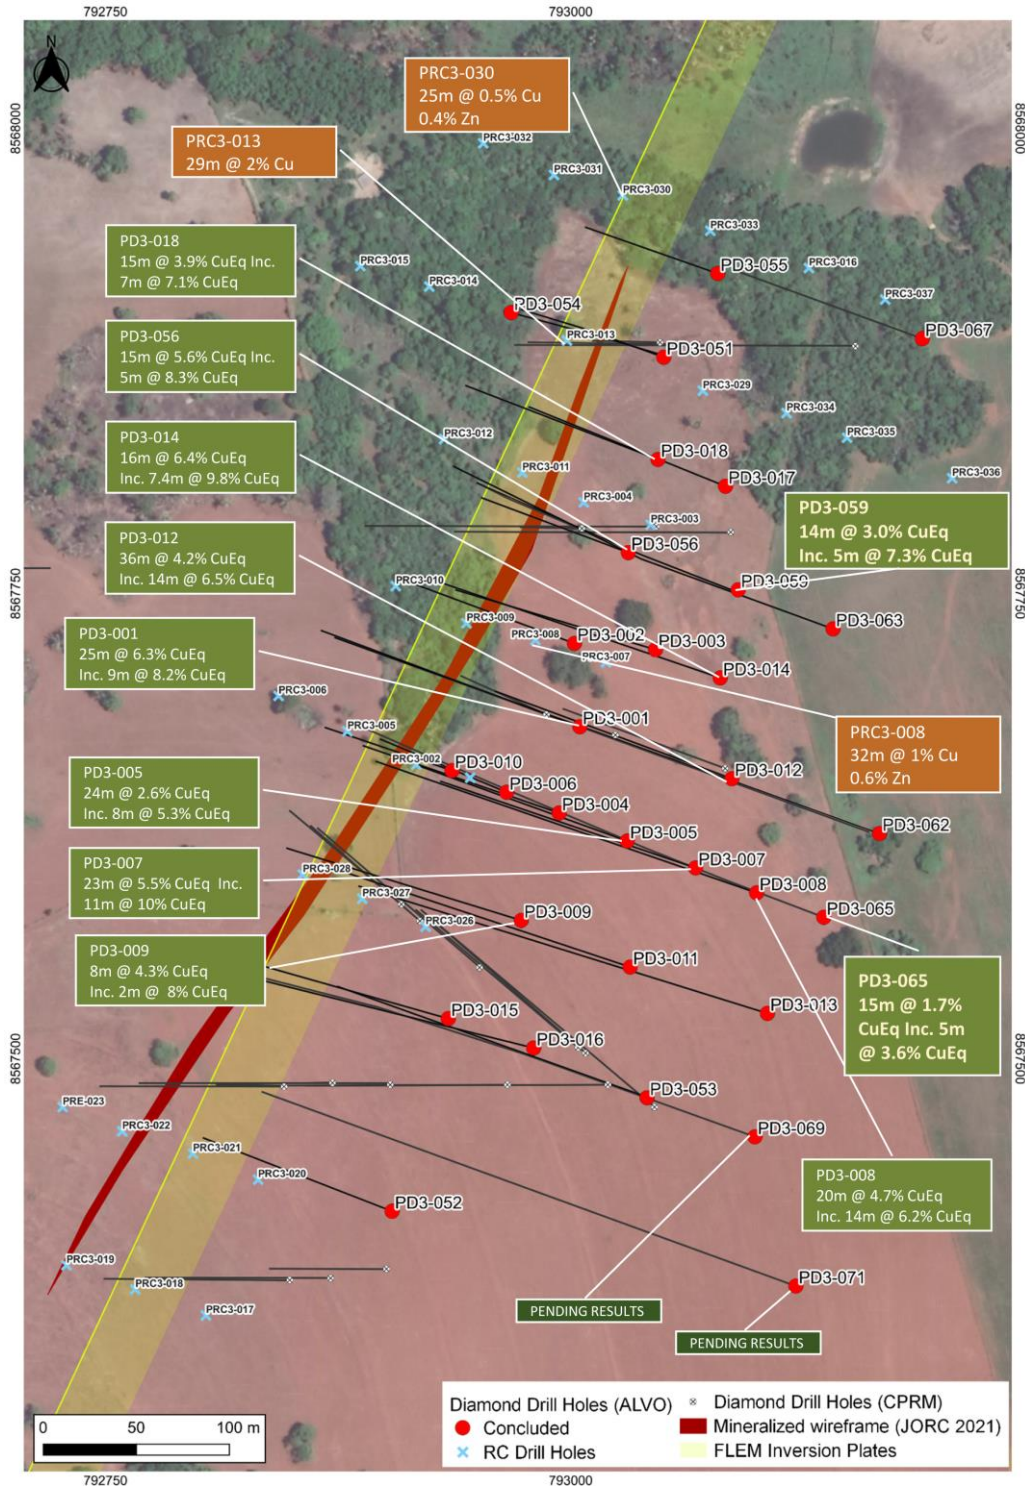 792750
793000
N
8568000
8568000
PRC3-030
25m @ 0.5% Cu
0.4% Zn
PRC3-013
29m @ 2% Cu
PRC3-032
PRC3-031
PRC3-030
PRC3-033
PD3-018
15m @ 3.9% CuEq Inc.
7m @ 7.1% CuEq
PRC3-015
PRC3-014
PD3-055
PRC3-016
PRC3-037
PD3-054
PRC3-013
PD3-051
PD3-067
PD3-056
15m @ 5.6% CuEq Inc.
5m @ 8.3% CuEq
PRC3-029
PRC3-034
PRC3-035
PRC3-012
PD3-014
16m @ 6.4% CuEq
Inc. 7.4m @ 9.8% CuEq
PRC3-011
PD3-018
PD3-017
PRC3-036
PRC3-004
PRC3-003
PD3-059
14m @ 3.0% CuEq
Inc. 5m @ 7.3% CuEq
PD3-012
36m @ 4.2% CuEq
Inc. 14m @ 6.5% CuEq
PD3-056
PD3-059
8567750
8567750
PRC3-010
PRC3-009
PRC3-008
PD3-002
PD3-003
PD3-063
PRC3-007
PD3-014
PD3-001
25m @ 6.3% CuEq
Inc. 9m @ 8.2% CuEq
PRC3-006
PRC3-005
PD3-001
PRC3-008
32m @ 1% Cu
0.6% Zn
PRC3-002
PD3-010
PD3-012
PD3-006
PD3-004
PD3-062
PD3-005
24m @ 2.6% CuEq
Inc. 8m @ 5.3% CuEq
PD3-005
PD3-007
PD3-008
PD3-007
23m @ 5.5% CuEq Inc.
11m @ 10% CuEq
PRC3-028
PRC3-027
PRC3-026
PD3-009
PD3-065
PD3-009
8m @ 4.3% CuEq
Inc. 2m @ 8% CuEq
PD3-011
PD3-013
PD3-065
15m @ 1.7%
CuEq Inc. 5m
@ 3.6% CuEq
PD3-015
PD3-016
8567500
8567500
PD3-053
PRE-023
PRC3-022
PD3-069
PRC3-021
PRC3-020
PD3-008
20m @ 4.7% CuEq
Inc. 14m @ 6.2% CuEq
PD3-052
PRC3-019
PRC3-018
PRC3-017
PD3-071
PENDING RESULTS
PENDING RESULTS
Diamond Drill Holes (ALVO)
Concluded
RC Drill Holes
Diamond Drill Holes (CPRM)
Mineralized wireframe (JORC 2021)
FLEM Inversion Plates
0 50 100 m
792750
793000